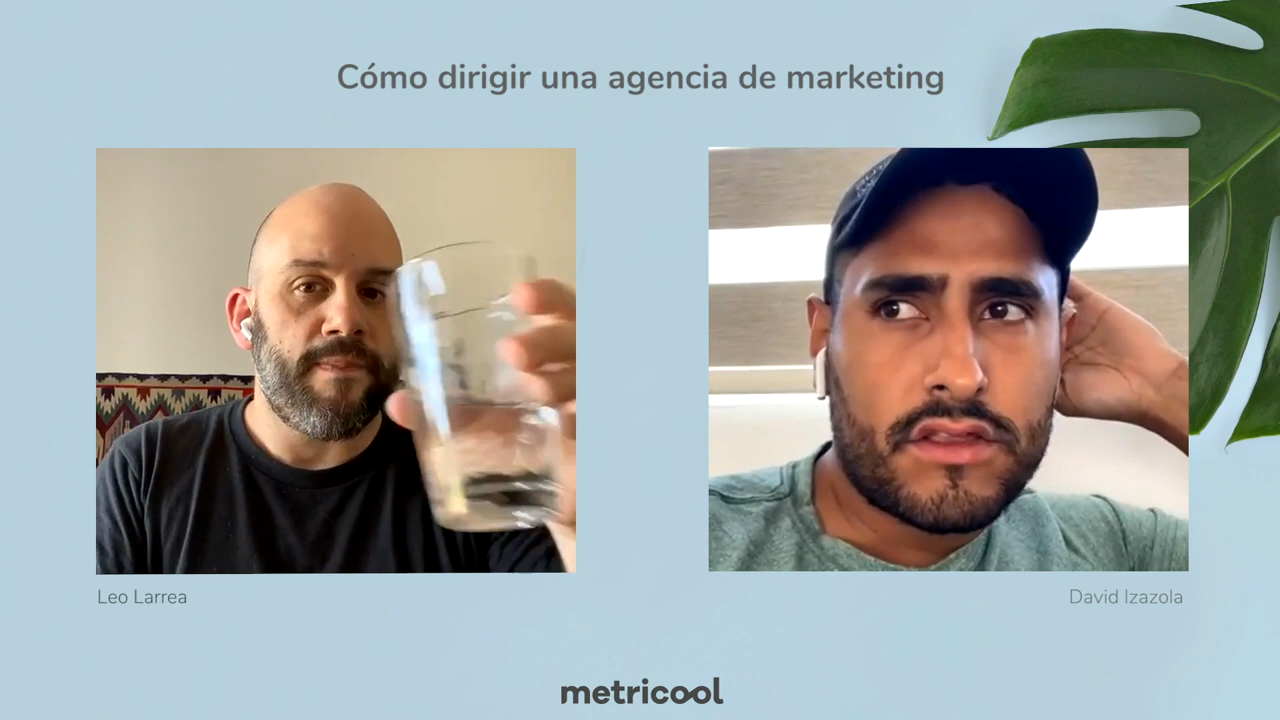 Cómo dirigir una agencia de marketing
Leo Larrea
David Izazola
metricool